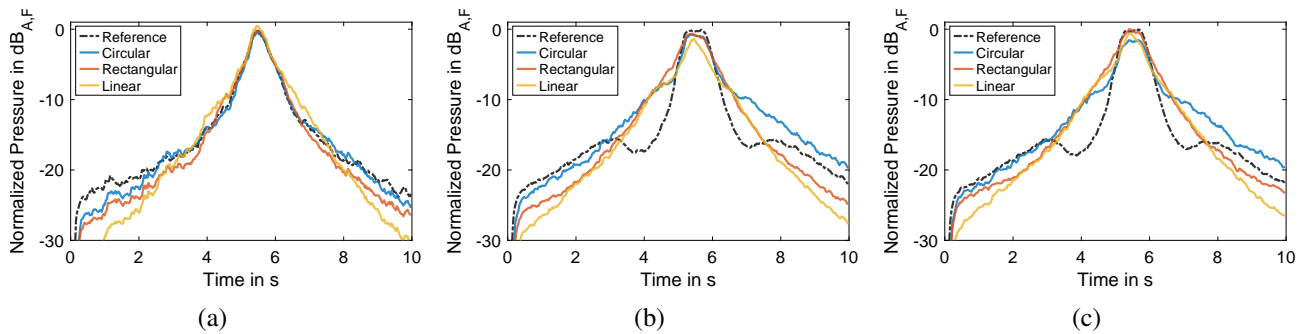 Normalized Pressure in dB_A,F
0
-10
-20
-30
Reference
Circular
Rectangular
Linear
0 2 4 6 8 10
Time in s
(a)
Normalized Pressure in dB_A,F
0
-10
-20
-30
Reference
Circular
Rectangular
Linear
0 2 4 6 8 10
Time in s
(b)
Normalized Pressure in dB_A,F
0
-10
-20
-30
Reference
Circular
Rectangular
Linear
0 2 4 6 8 10
Time in s
(c)